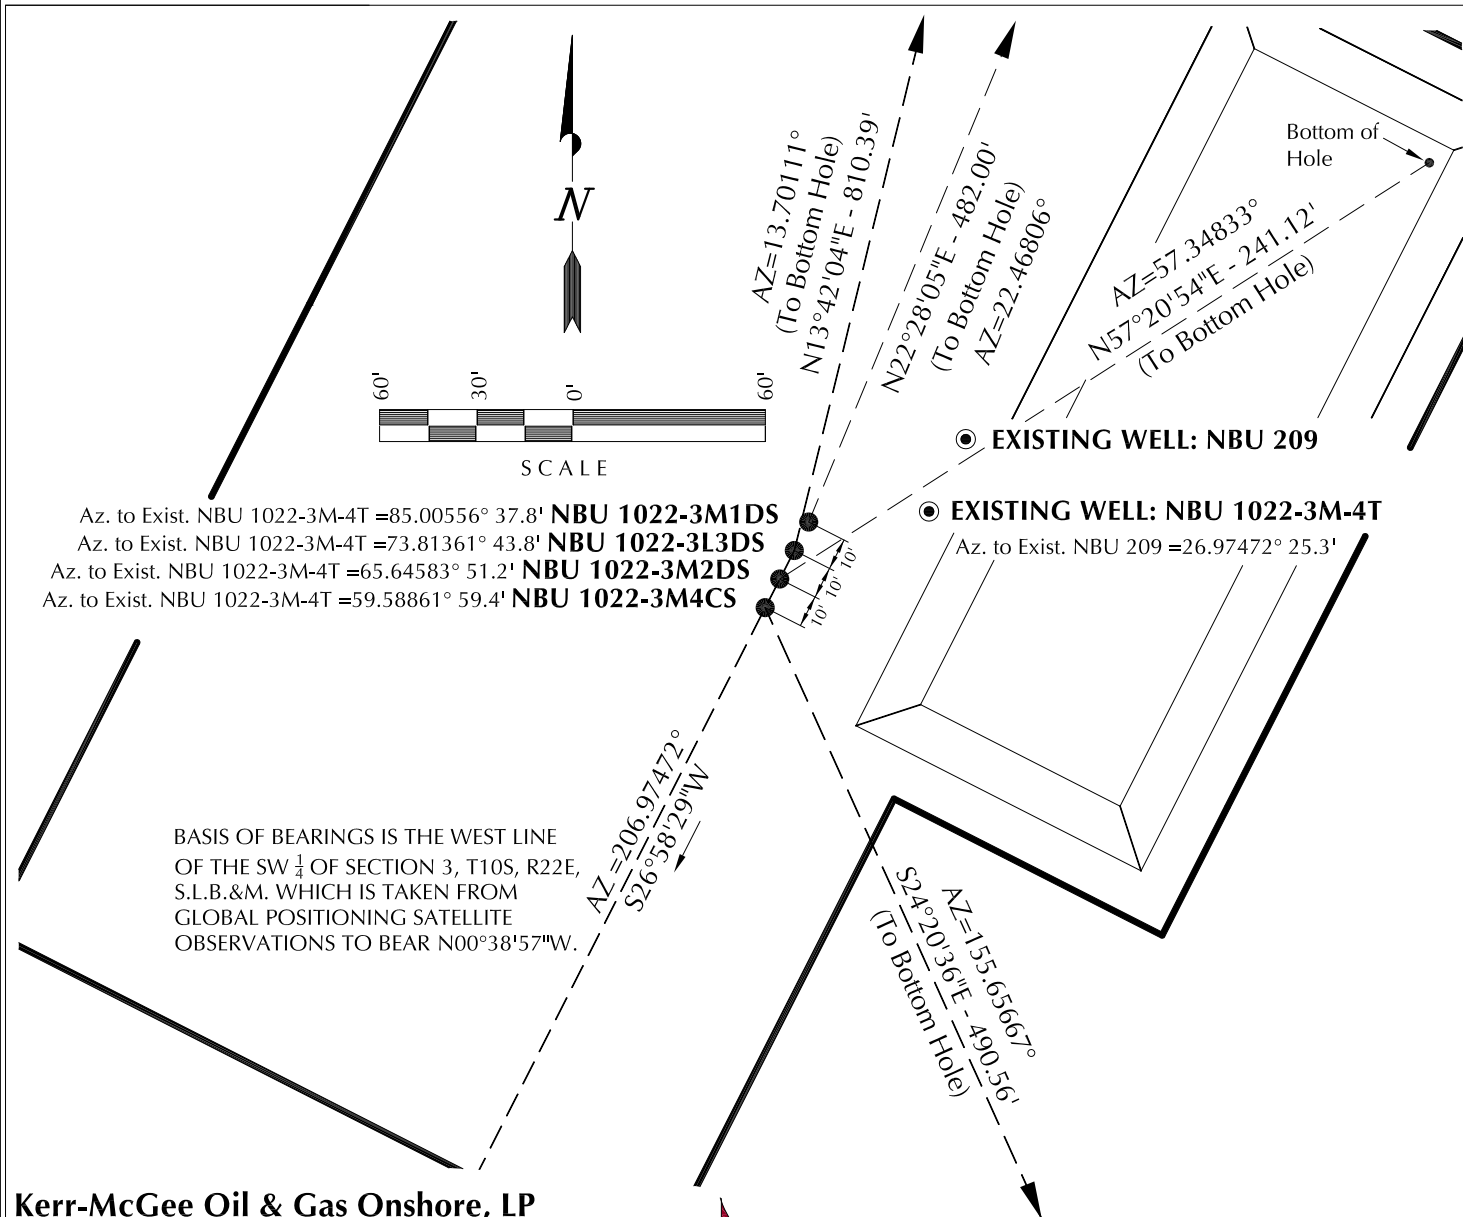 AZ=13.70111°
(To Bottom Hole)
N13°42'04"E - 810.39'
N22°28'05"E - 482.00'
(To Bottom Hole)
AZ=22.46806°
Bottom of
Hole
AZ=57.34833°
N57°20'54"E - 241.12'
(To Bottom Hole)
N
60'
30'
0'
60'
SCALE
EXISTING WELL: NBU 209
EXISTING WELL: NBU 1022-3M-4T
Az. to Exist. NBU 209 =26.97472° 25.3'
Az. to Exist. NBU 1022-3M-4T =85.00556° 37.8' NBU 1022-3M1DS
Az. to Exist. NBU 1022-3M-4T =73.81361° 43.8' NBU 1022-3L3DS
Az. to Exist. NBU 1022-3M-4T =65.64583° 51.2' NBU 1022-3M2DS
Az. to Exist. NBU 1022-3M-4T =59.58861° 59.4' NBU 1022-3M4CS
10'
10'
10'
AZ =206.97472°
S26°58'29"W
BASIS OF BEARINGS IS THE WEST LINE
OF THE SW 1/4 OF SECTION 3, T10S, R22E,
S.L.B.&M. WHICH IS TAKEN FROM
GLOBAL POSITIONING SATELLITE
OBSERVATIONS TO BEAR N00°38'57"W.
AZ=155.65667°
S24°20'36"E - 490.56'
(To Bottom Hole)
Kerr-McGee Oil & Gas Onshore, LP